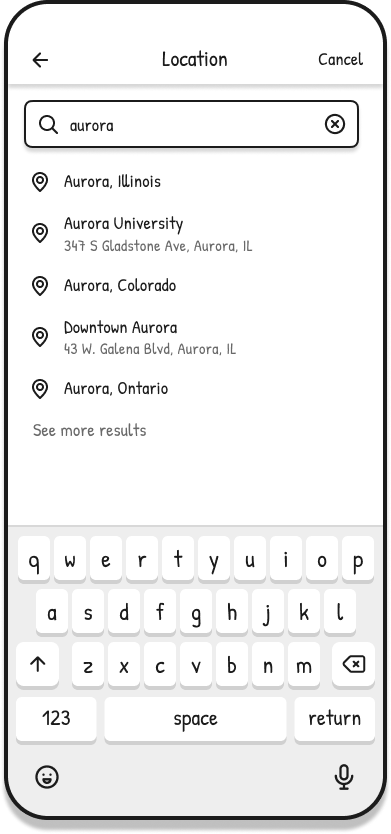 Location Cancel
aurora
Aurora, Illinois
Aurora University
347 S Gladstone Ave, Aurora, IL
Aurora, Colorado
Downtown Aurora
43 W. Galena Blvd, Aurora, IL
Aurora, Ontario
See more results
q w e r t y u i o p
a s d f g h j k l
z x c v b n m
123 space return